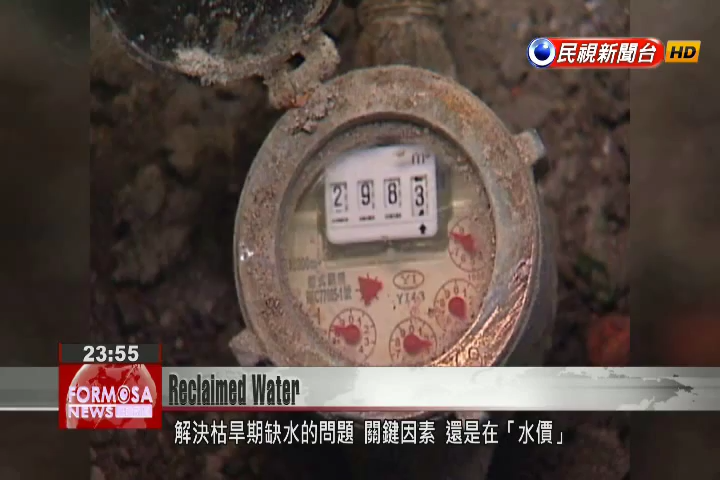 民視新聞台 HD
m³
2983
23:55
FORMOSA
NEWS
Reclaimed Water
解決枯旱期缺水的問題 關鍵因素 還是在「水價」